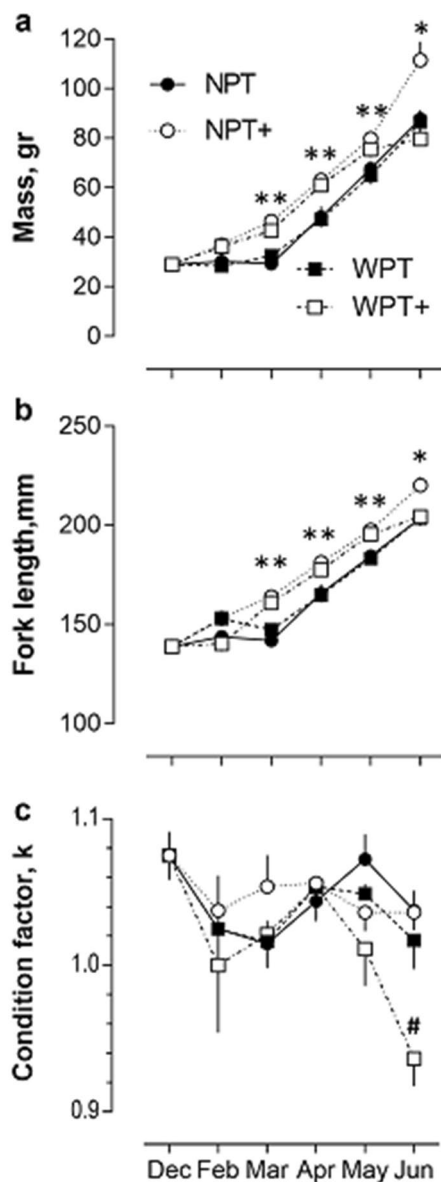 a
Mass, gr
120
100
80
60
40
20
0
NPT
NPT+
WPT
WPT+
**
**
**
*
b
Fork length,mm
250
200
150
100
**
**
**
*
c
Condition factor, k
1.1
1.0
0.9
#
Dec Feb Mar Apr May Jun